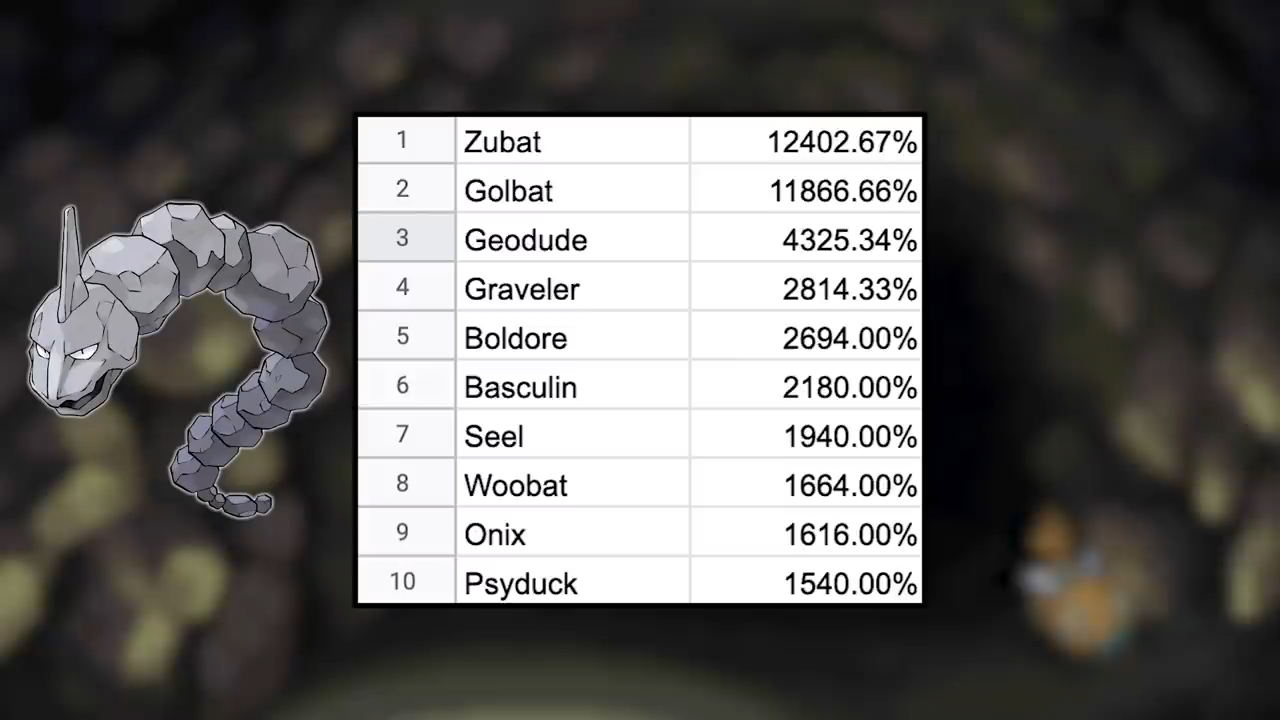 1 Zubat 12402.67%
2 Golbat 11866.66%
3 Geodude 4325.34%
4 Graveler 2814.33%
5 Boldore 2694.00%
6 Basculin 2180.00%
7 Seel 1940.00%
8 Woobat 1664.00%
9 Onix 1616.00%
10 Psyduck 1540.00%